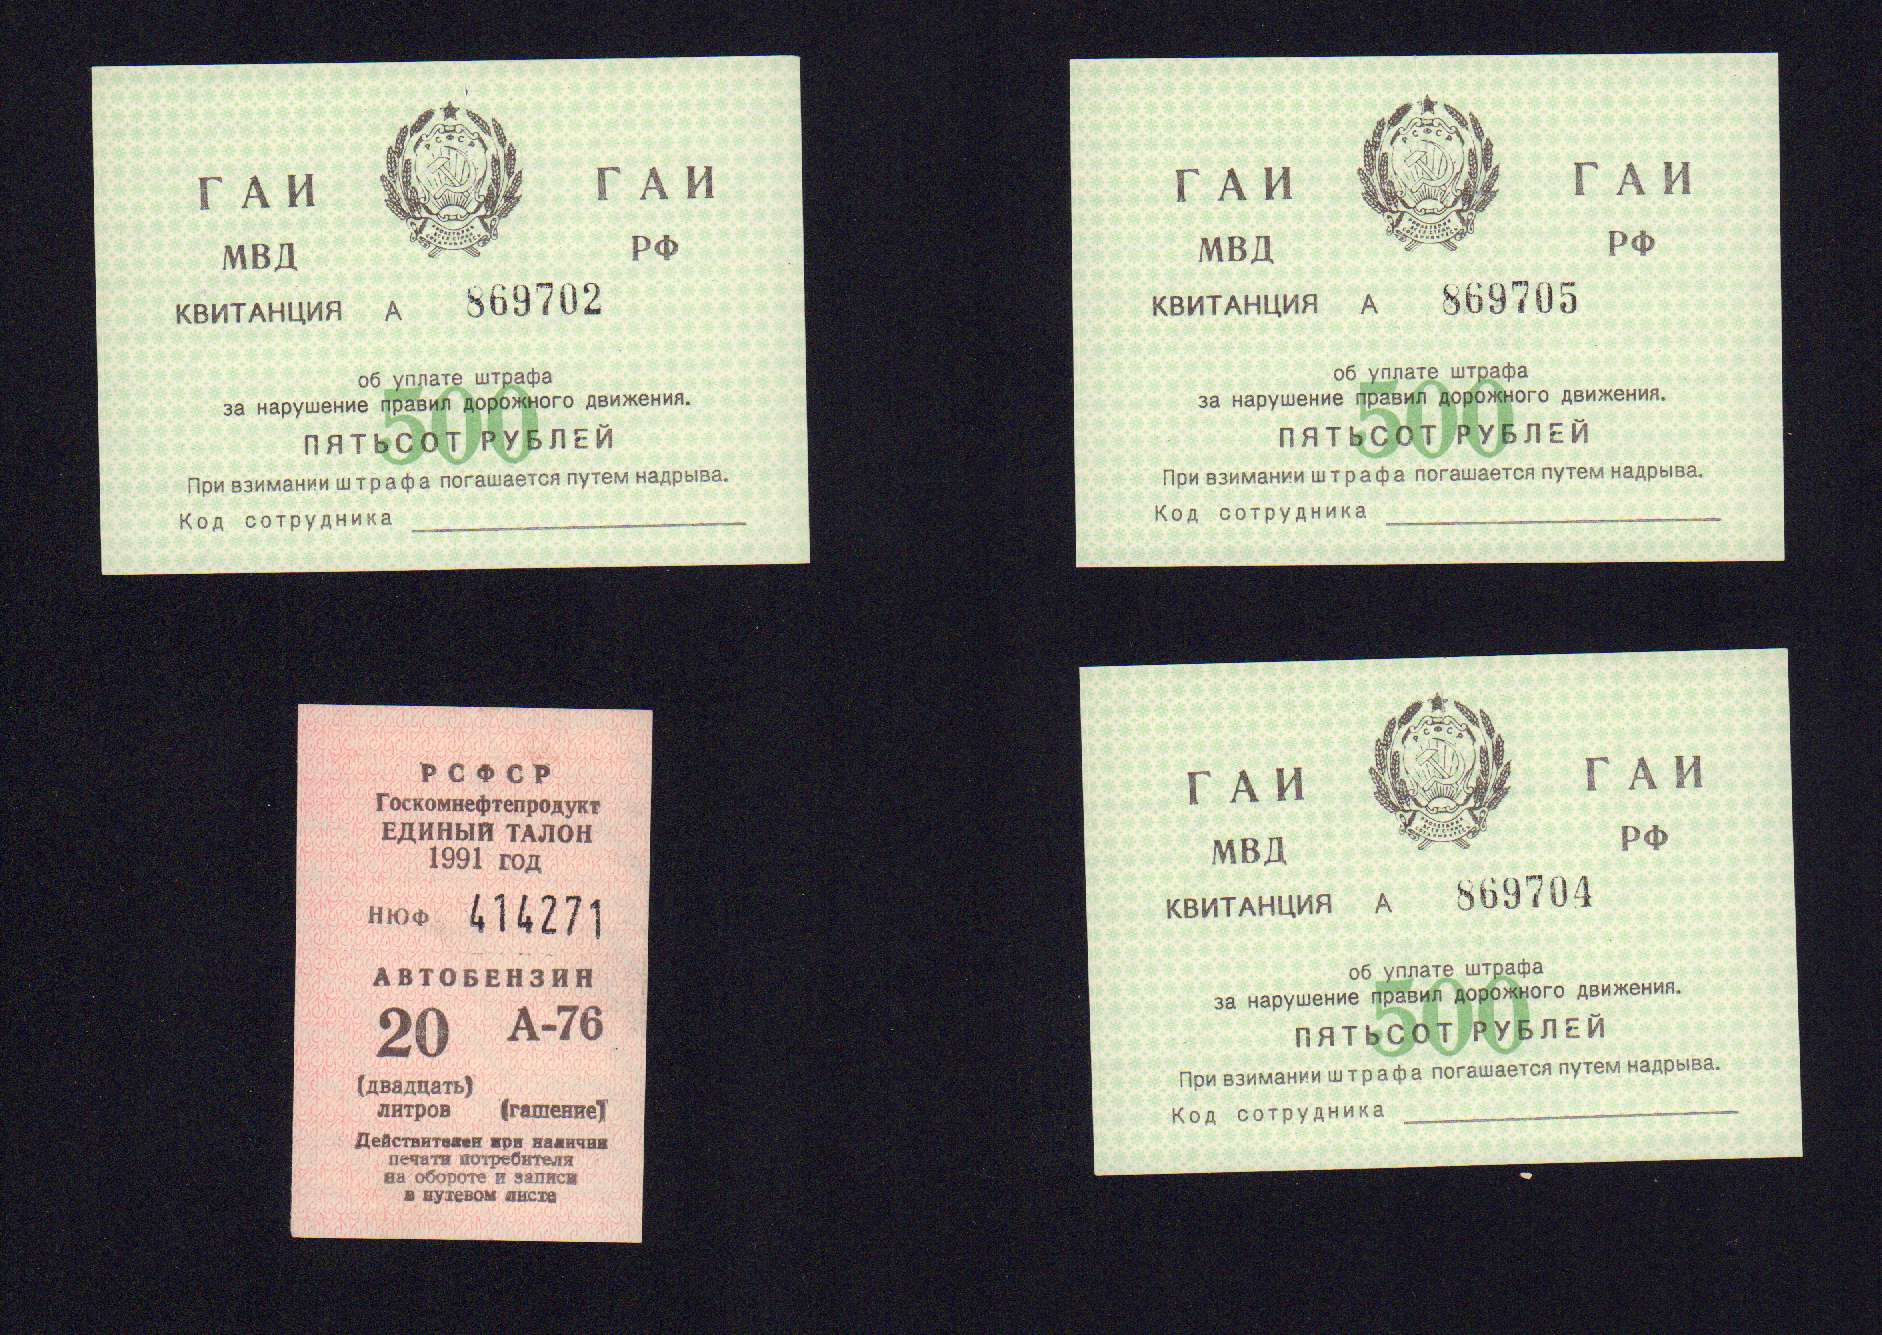 ГАИ ГАИ
РСФСР
МВД РФ
КВИТАНЦИЯ А 869702
об уплате штрафа
за нарушение правил дорожного движения.
500
ПЯТЬСОТ РУБЛЕЙ
При взимании штрафа погашается путем надрыва.
Код сотрудника
ГАИ ГАИ
РСФСР
МВД РФ
КВИТАНЦИЯ А 869705
об уплате штрафа
за нарушение правил дорожного движения.
500
ПЯТЬСОТ РУБЛЕЙ
При взимании штрафа погашается путем надрыва.
Код сотрудника
РСФСР
Госкомнефтепродукт
ЕДИНЫЙ ТАЛОН
1991 год
НЮФ 414271
АВТОБЕНЗИН
20 А-76
(двадцать)
литров (гашение)
Действителен при наличии
печати потребителя
на обороте и записи
в путевом листе
ГАИ ГАИ
РСФСР
МВД РФ
КВИТАНЦИЯ А 869704
об уплате штрафа
за нарушение правил дорожного движения.
500
ПЯТЬСОТ РУБЛЕЙ
При взимании штрафа погашается путем надрыва.
Код сотрудника